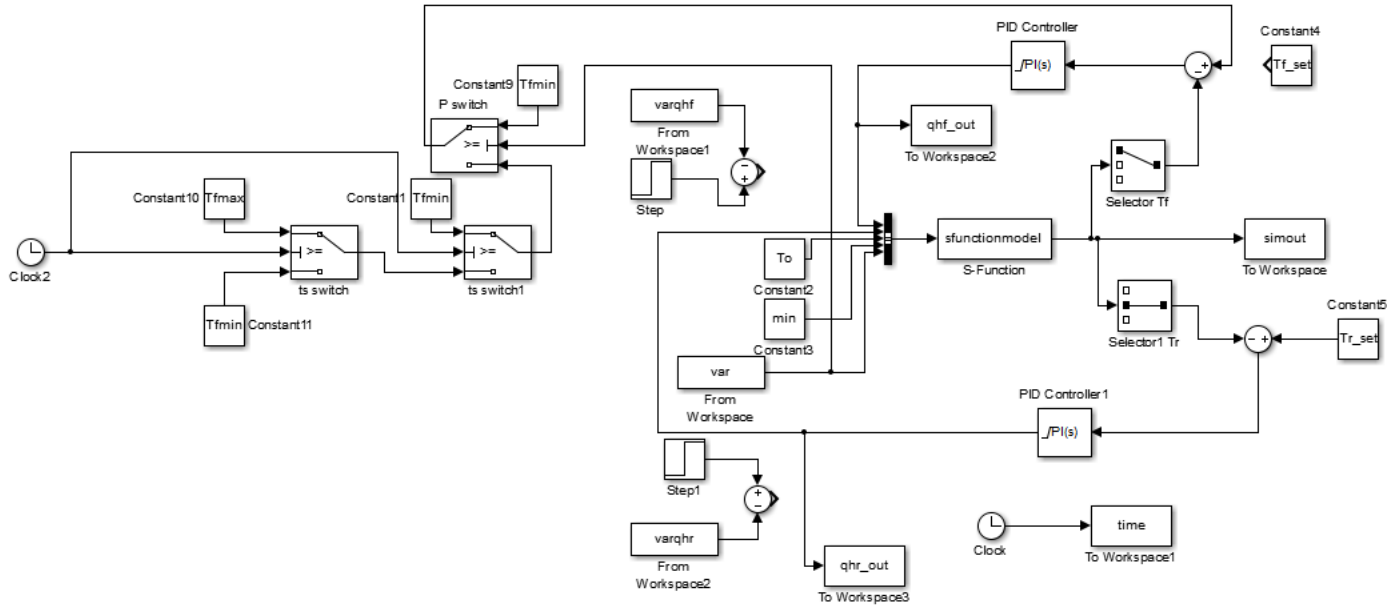 PID Controller
Constant4
PI(s)
Tf_set
Constant9
Tfmin
P switch
>=
varqhf
From
Workspace1
qhf_out
To Workspace2
Step
Selector Tf
Constant10
Tfmax
Constant1
Tfmin
Clock2
>=
ts switch
>=
ts switch1
Tfmin
Constant11
To
Constant2
sfunctionmodel
S-Function
simout
To Workspace
min
Constant3
Selector1 Tr
Constant5
Tr_set
var
From
Workspace
PID Controller1
PI(s)
Step1
varqhr
From
Workspace2
Clock
time
To Workspace1
qhr_out
To Workspace3